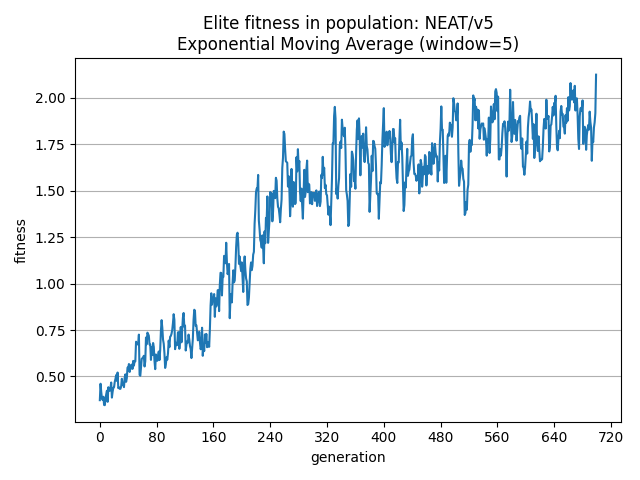 Elite fitness in population: NEAT/v5
Exponential Moving Average (window=5)
fitness
2.00
1.75
1.50
1.25
1.00
0.75
0.50
0 80 160 240 320 400 480 560 640 720
generation